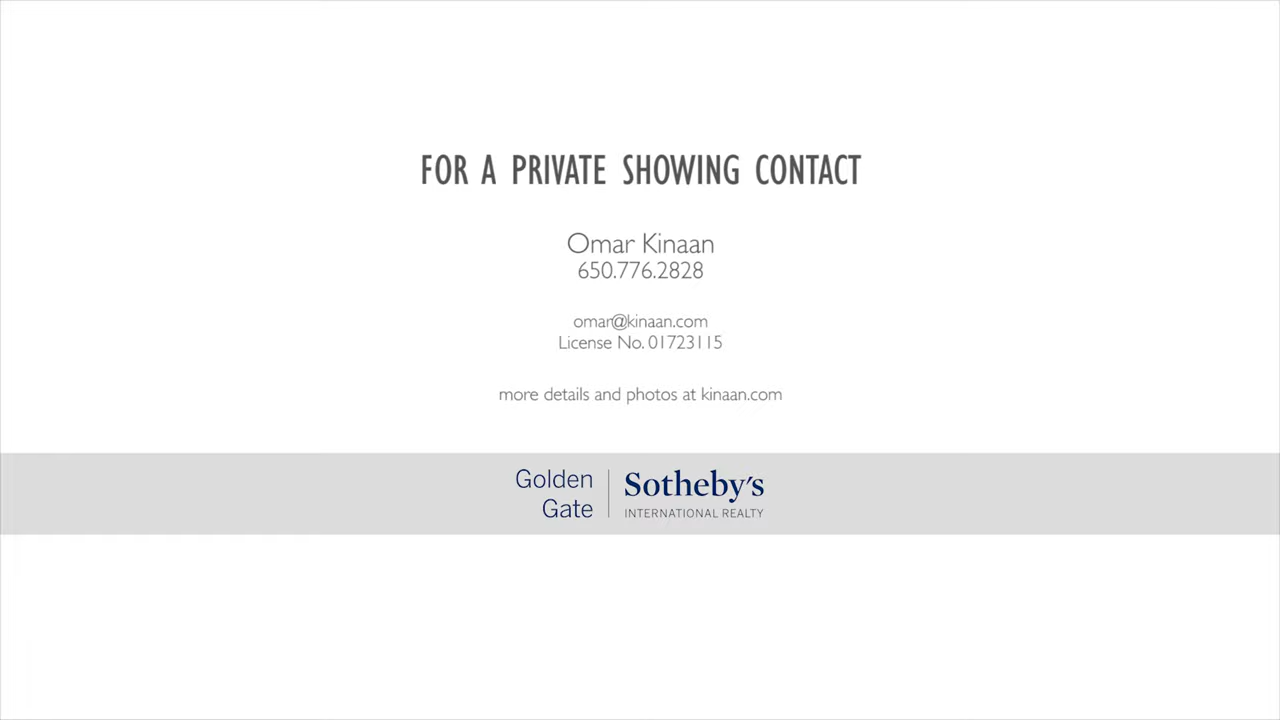 FOR A PRIVATE SHOWING CONTACT
Omar Kinaan
650.776.2828
omar@kinaan.com
License No. 01723115
more details and photos at kinaan.com
Golden
Gate
Sotheby's
INTERNATIONAL REALTY